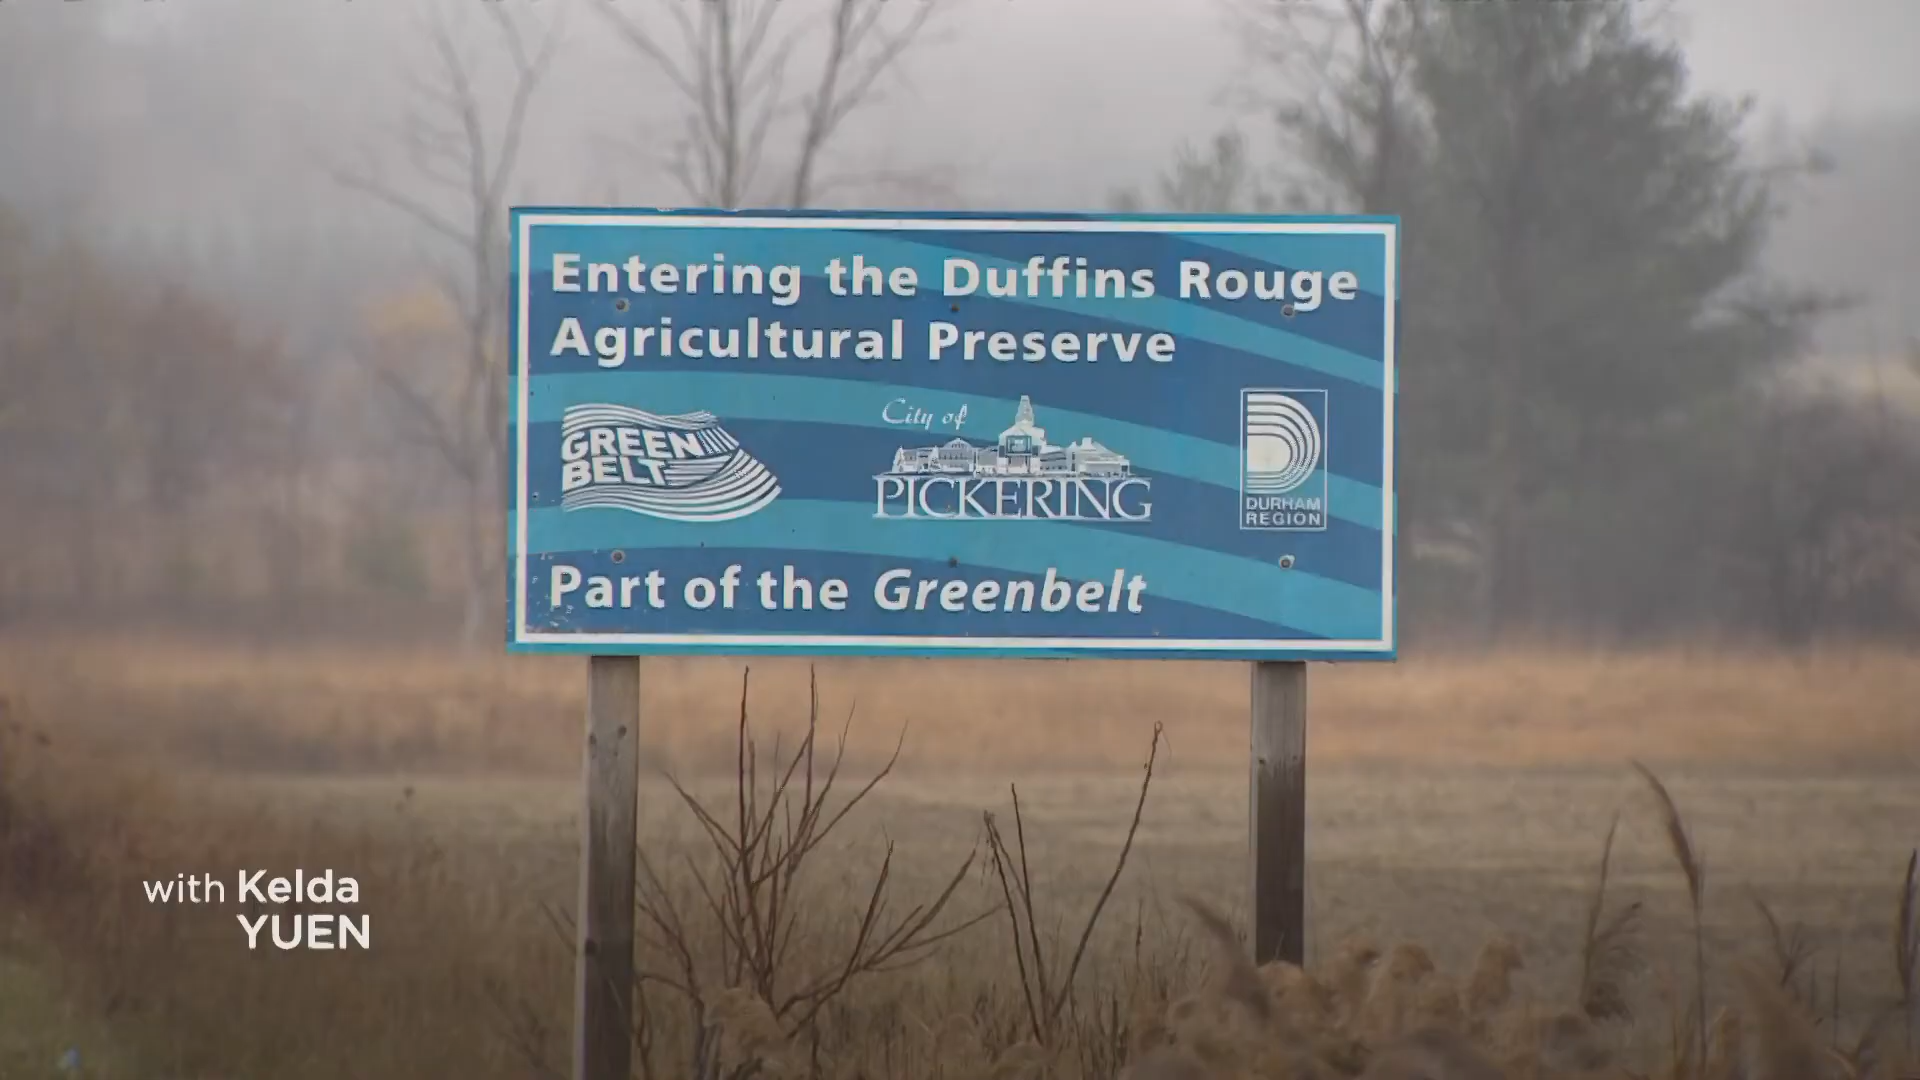 Entering the Duffins Rouge
Agricultural Preserve
GREEN
BELT
City of
PICKERING
DURHAM
REGION
Part of the Greenbelt
with Kelda
YUEN